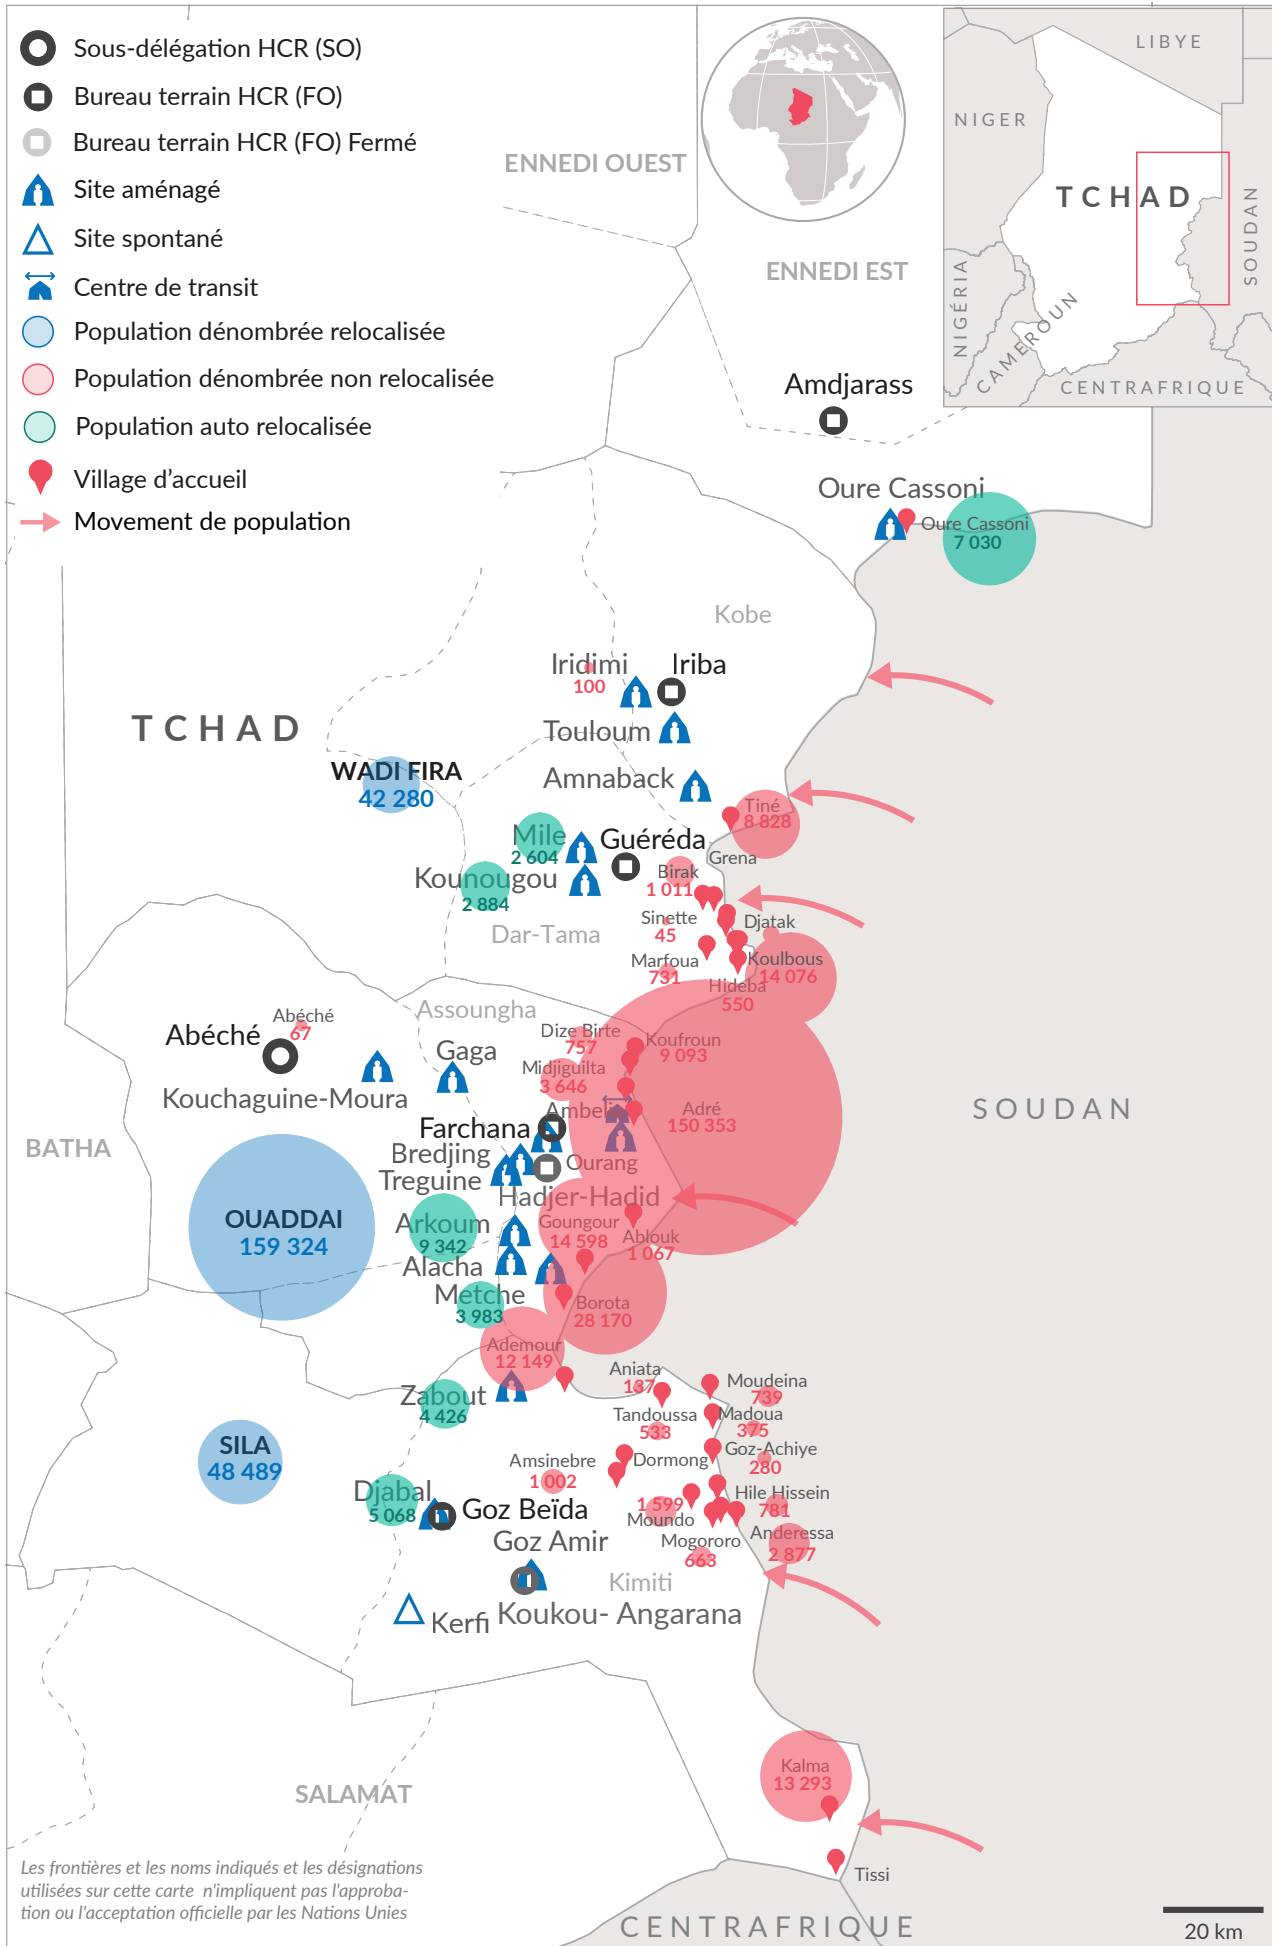 Sous-délégation HCR (SO)
Bureau terrain HCR (FO)
Bureau terrain HCR (FO) Fermé
Site aménagé
Site spontané
Centre de transit
Population dénombrée relocalisée
Population dénombrée non relocalisée
Population auto relocalisée
Village d'accueil
Movement de population
LIBYE
NIGER
TCHAD
SOUDAN
NIGÉRIA
CAMEROUN
CENTRAFRIQUE
ENNEDI OUEST
ENNEDI EST
Amdjarass
Oure Cassoni
Oure Cassoni
7 030
Kobe
Iridimi
100
Iriba
TCHAD
Touloum
WADI FIRA
42 280
Amnaback
Tiné
8 828
Mile
2 604
Guéréda
Grena
Kounougou
2 884
Birak
1 011
Sinette
45
Djatak
Dar-Tama
Marfoua
731
Koulbous
14 076
Hideba
550
Assoungha
Abéché
67
Abéché
Dize Birte
757
Koufroun
9 093
Gaga
Midjiguilta
3 646
Kouchaguine-Moura
Adré
150 353
SOUDAN
Farchana
BATHA
Bredjing
Treguine
Ourang
Hadjer-Hadid
OUADDAI
159 324
Arkoum
9 342
Goungour
14 598
Ablouk
1 067
Alacha
Metche
3 983
Borota
28 170
Ademour
12 149
Aniata
137
Moudeina
739
Zabout
4 426
Tandoussa
533
Madoua
375
SILA
48 489
Goz-Achiye
280
Amsinebre
1 002
Dormong
Djabal
5 068
Goz Beïda
1 599
Moundo
Hile Hissein
781
Goz Amir
Mogororo
663
Anderessa
2 877
Kimiti
Kerfi
Koukou- Angarana
Kalma
13 293
SALAMAT
Tissi
Les frontières et les noms indiqués et les désignations
utilisées sur cette carte n'impliquent pas l'approba-
tion ou l'acceptation officielle par les Nations Unies
CENTRAFRIQUE
20 km